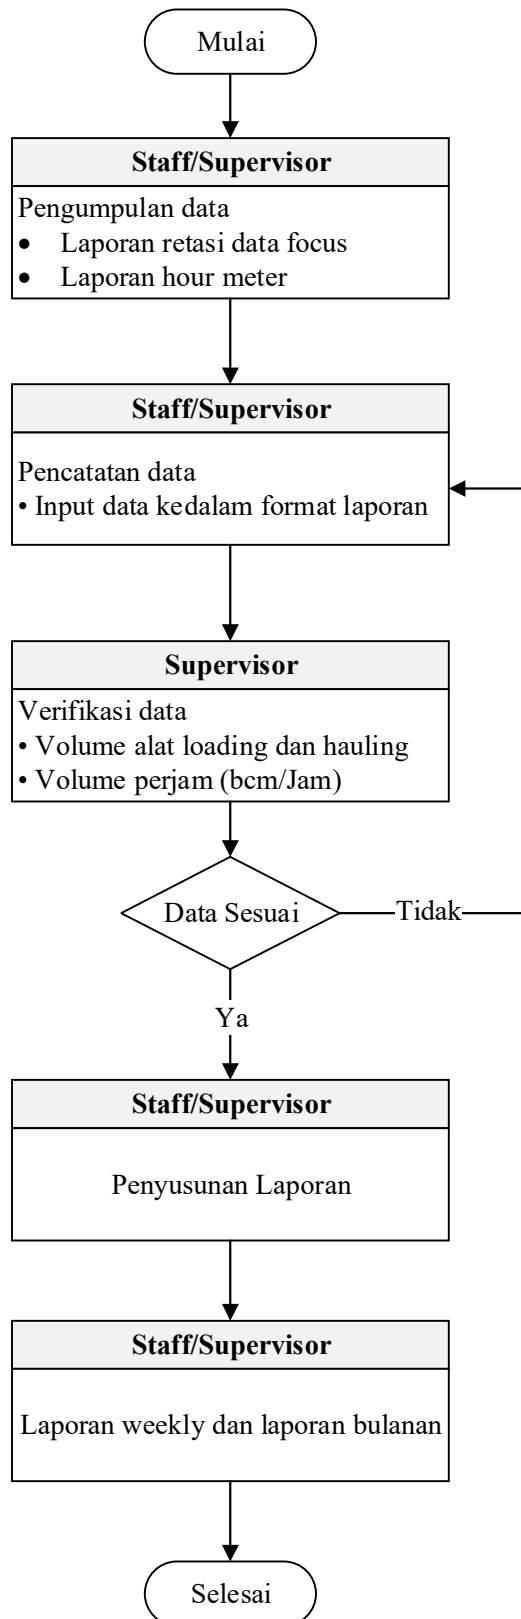 Mulai
Staff/Supervisor
Pengumpulan data
• Laporan retasi data focus
• Laporan hour meter
Staff/Supervisor
Pencatatan data
• Input data kedalam format laporan
Supervisor
Verifikasi data
• Volume alat loading dan hauling
• Volume perjam (bcm/Jam)
Data Sesuai
Tidak
Ya
Staff/Supervisor
Penyusunan Laporan
Staff/Supervisor
Laporan weekly dan laporan bulanan
Selesai